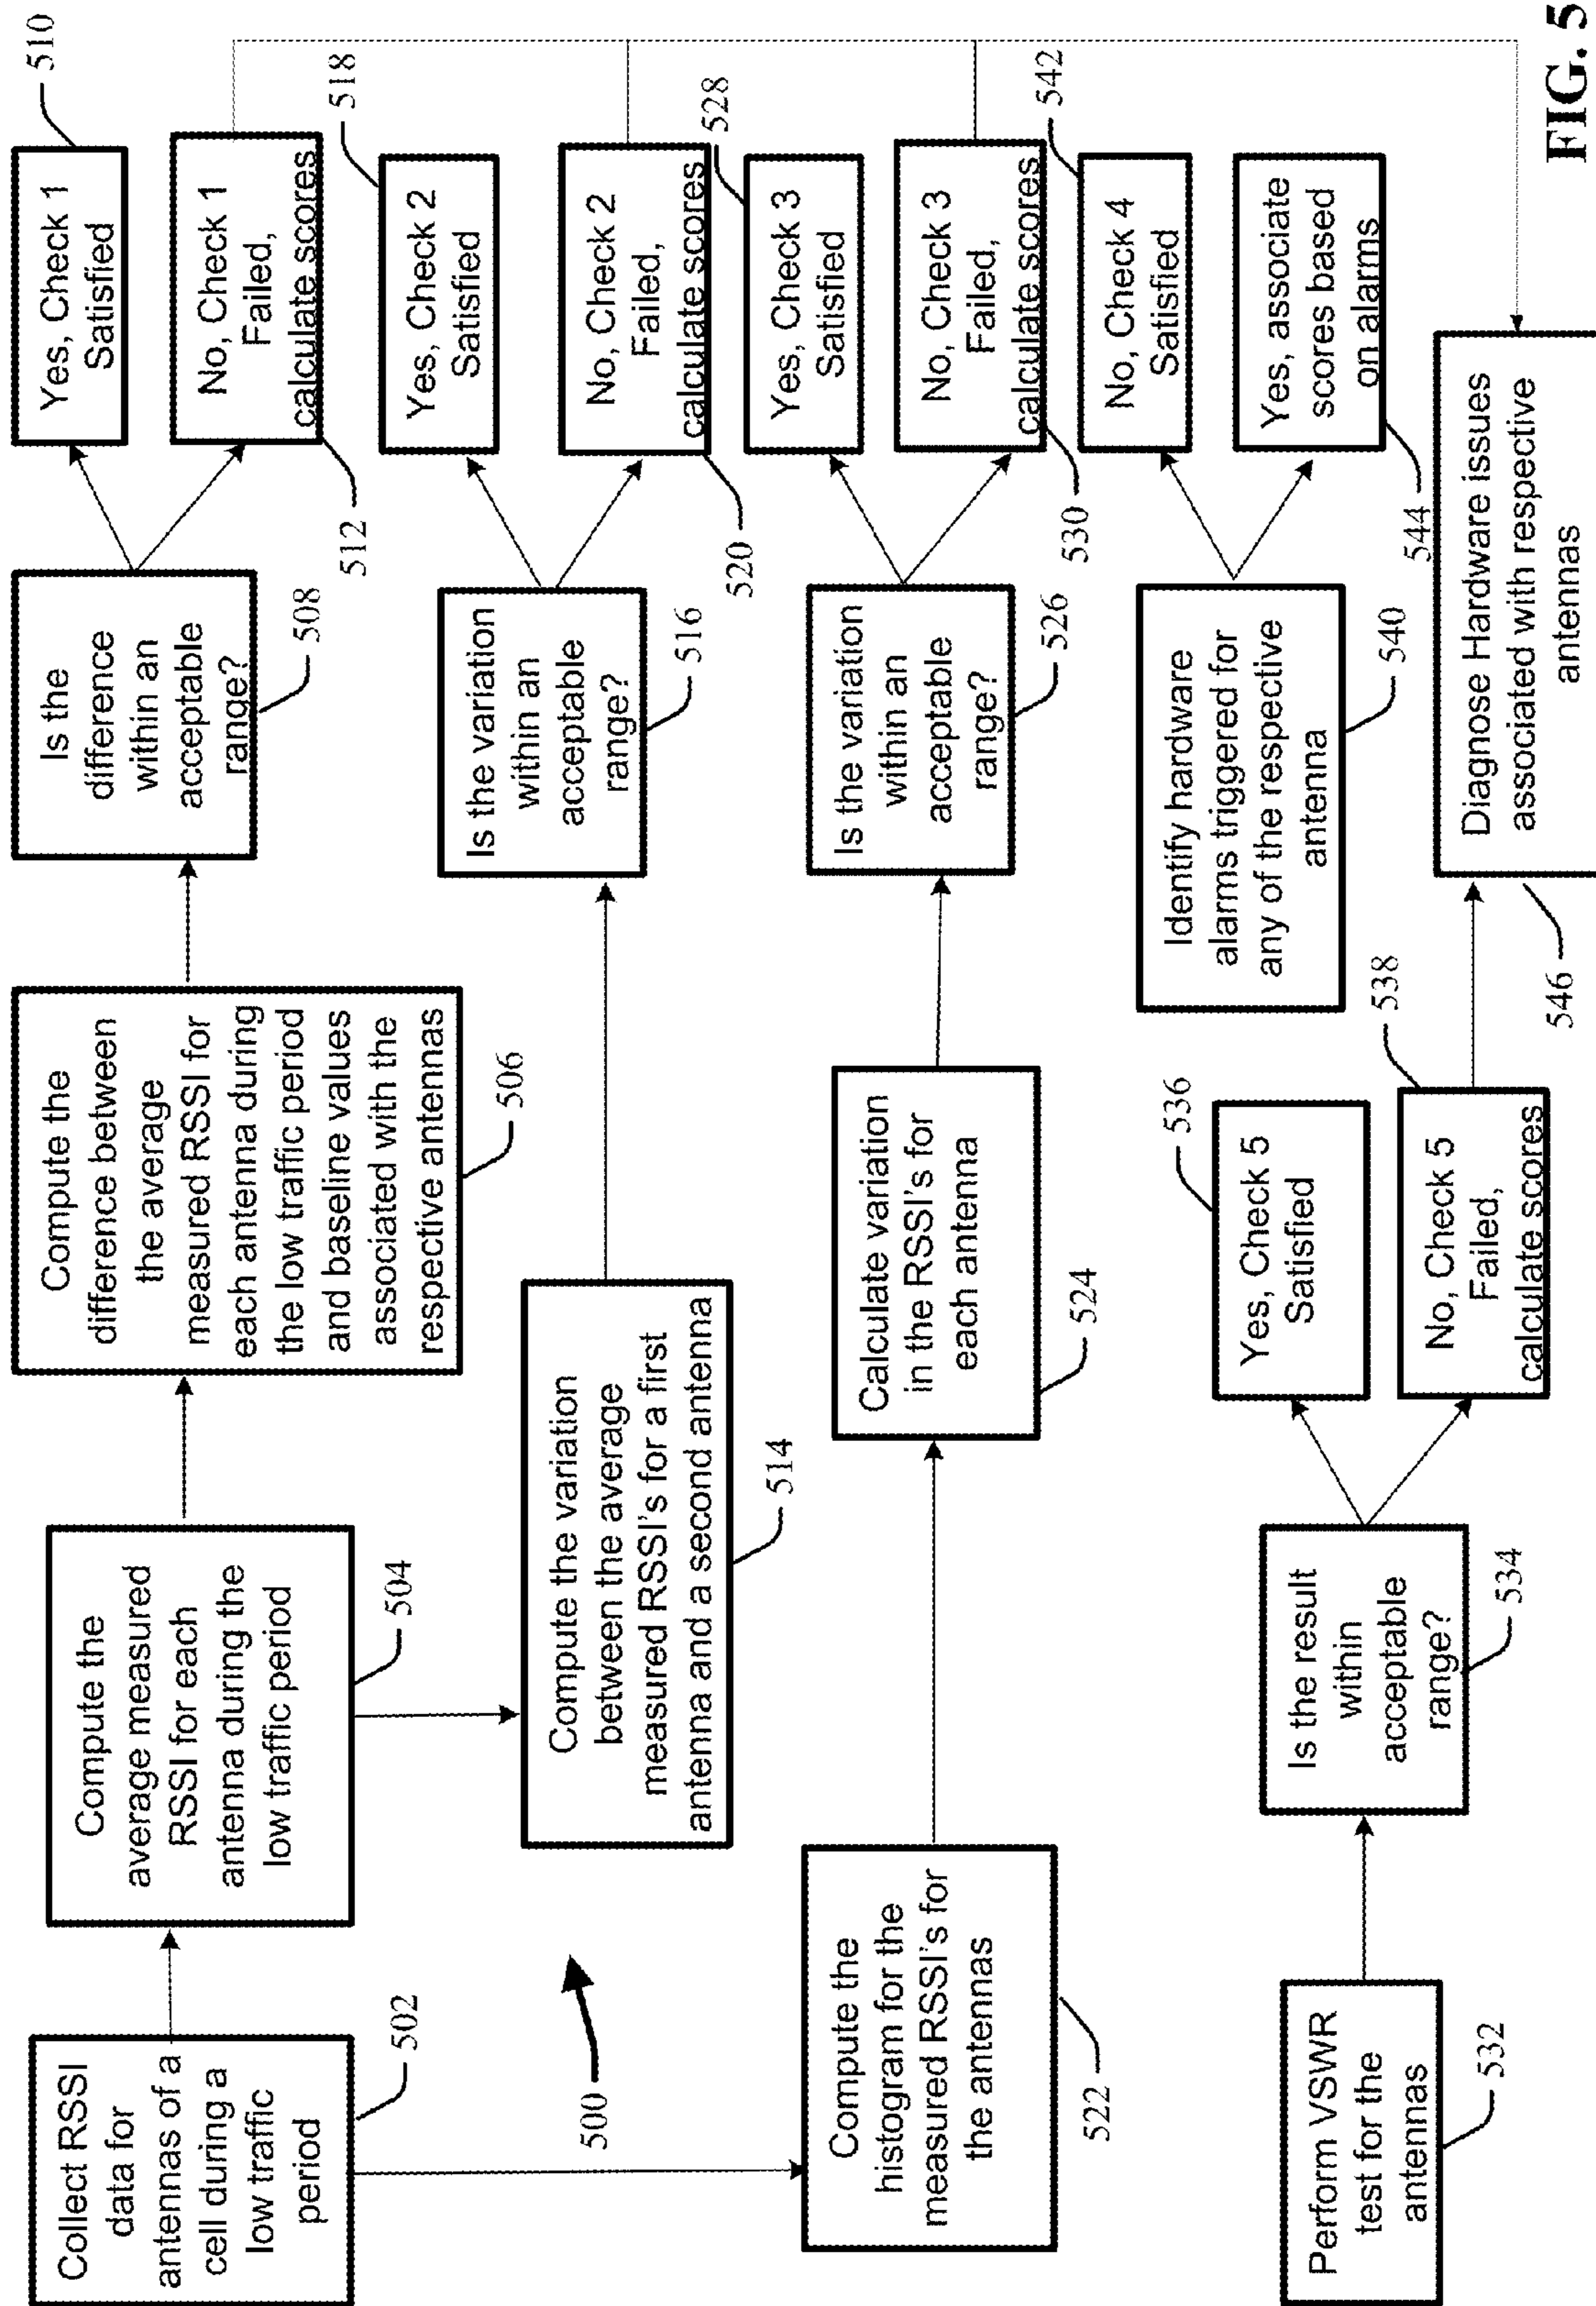 Collect RSSI
data for
antennas of a
cell during a
low traffic
period
502
Compute the
average measured
RSSI for each
antenna during the
low traffic period
504
Compute the
difference between
the average
measured RSSI for
each antenna during
the low traffic period
and baseline values
associated with the
respective antennas
506
Is the
difference
within an
acceptable
range?
508
Yes, Check 1
Satisfied
510
No, Check 1
Failed,
calculate scores
512
500
Compute the variation
between the average
measured RSSI's for a first
antenna and a second antenna
514
Is the variation
within an
acceptable
range?
516
Yes, Check 2
Satisfied
518
No, Check 2
Failed,
calculate scores
520
Compute the
histogram for the
measured RSSI's for
the antennas
522
Calculate variation
in the RSSI's for
each antenna
524
Is the variation
within an
acceptable
range?
526
Yes, Check 3
Satisfied
528
No, Check 3
Failed,
calculate scores
530
Perform VSWR
test for the
antennas
532
Is the result
within
acceptable
range?
534
Yes, Check 5
Satisfied
536
No, Check 5
Failed,
calculate scores
538
Identify hardware
alarms triggered for
any of the respective
antenna
540
No, Check 4
Satisfied
542
Yes, associate
scores based
on alarms
544
Diagnose Hardware issues
associated with respective
antennas
546
FIG. 5